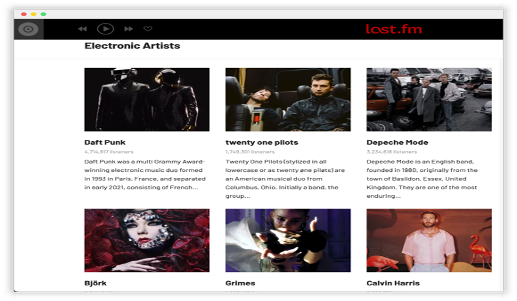 lost.fm
Electronic Artists
Daft Punk
4,714,817 listeners
Daft Punk was a multi Grammy Award-
winning electronic music duo formed
in 1993 in Paris, France, and separated
in early 2021, consisting of French...
twenty one pilots
1,749,301 listeners
Twenty One Pilots (stylized in all
lowercase or as twenty øne piløts) are
an American musical duo from
Columbus, Ohio. Initially a band, the
group...
Depeche Mode
3,234,618 listeners
Depeche Mode is an English band,
founded in 1980, originally from the
town of Basildon, Essex, United
Kingdom. They are one of the most
enduring...
Björk
Grimes
Calvin Harris